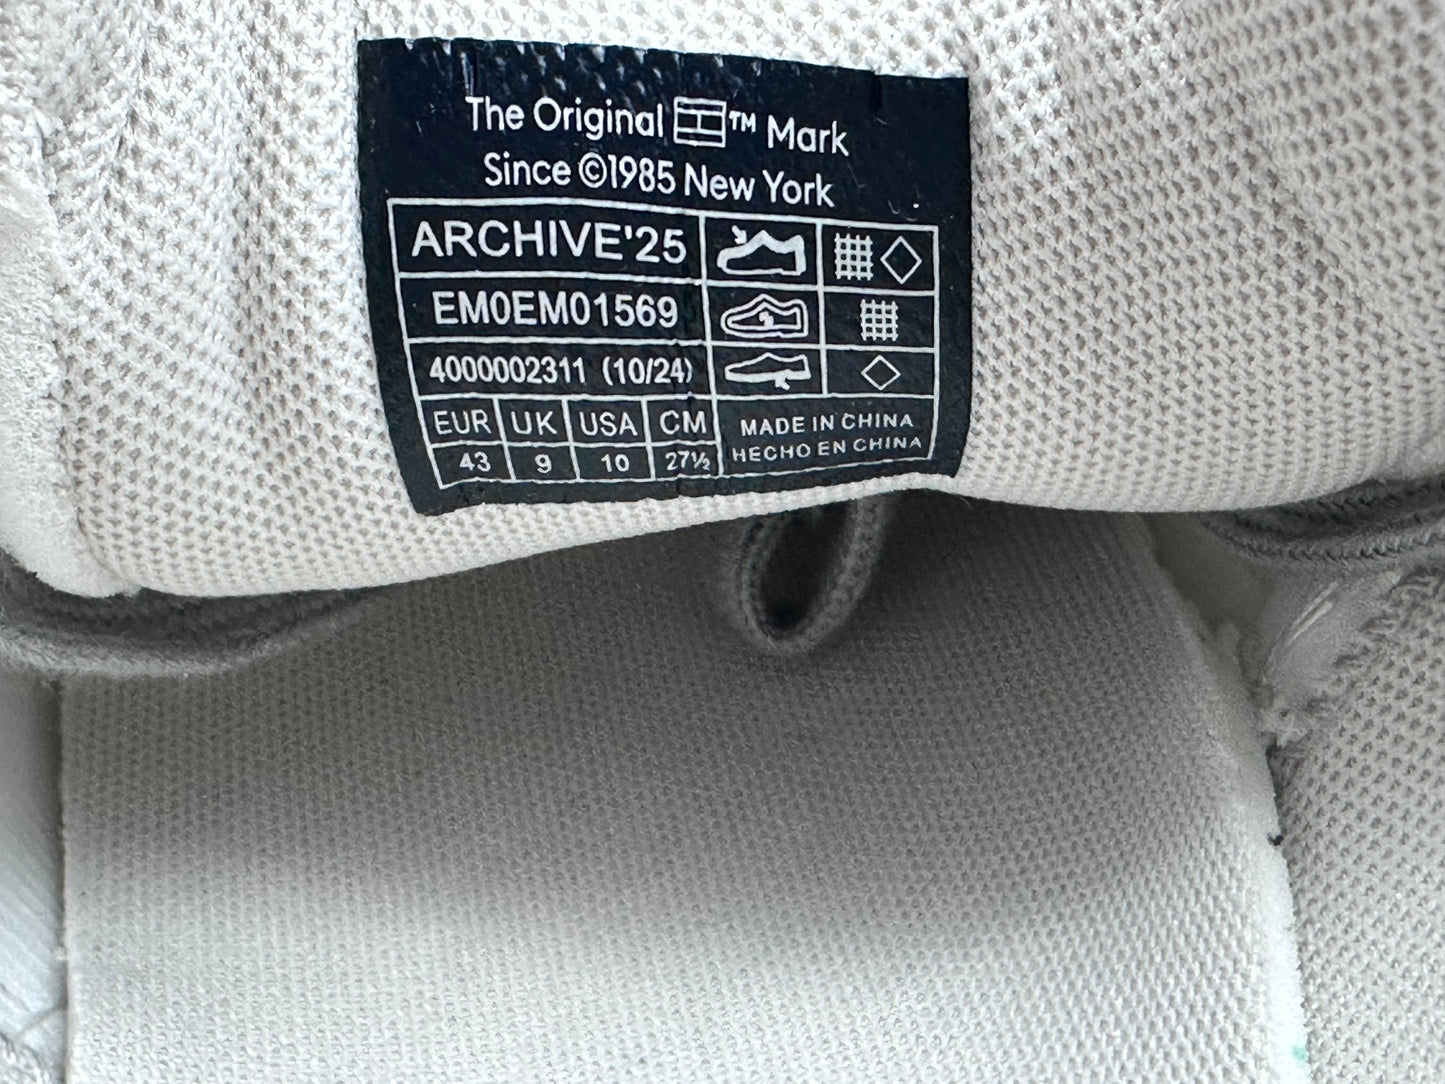 The Original ™ Mark
Since ©1985 New York
ARCHIVE'25
EM0EM01569
4000002311 (10/24)
EUR UK USA CM
43 9 10 27½
MADE IN CHINA
HECHO EN CHINA